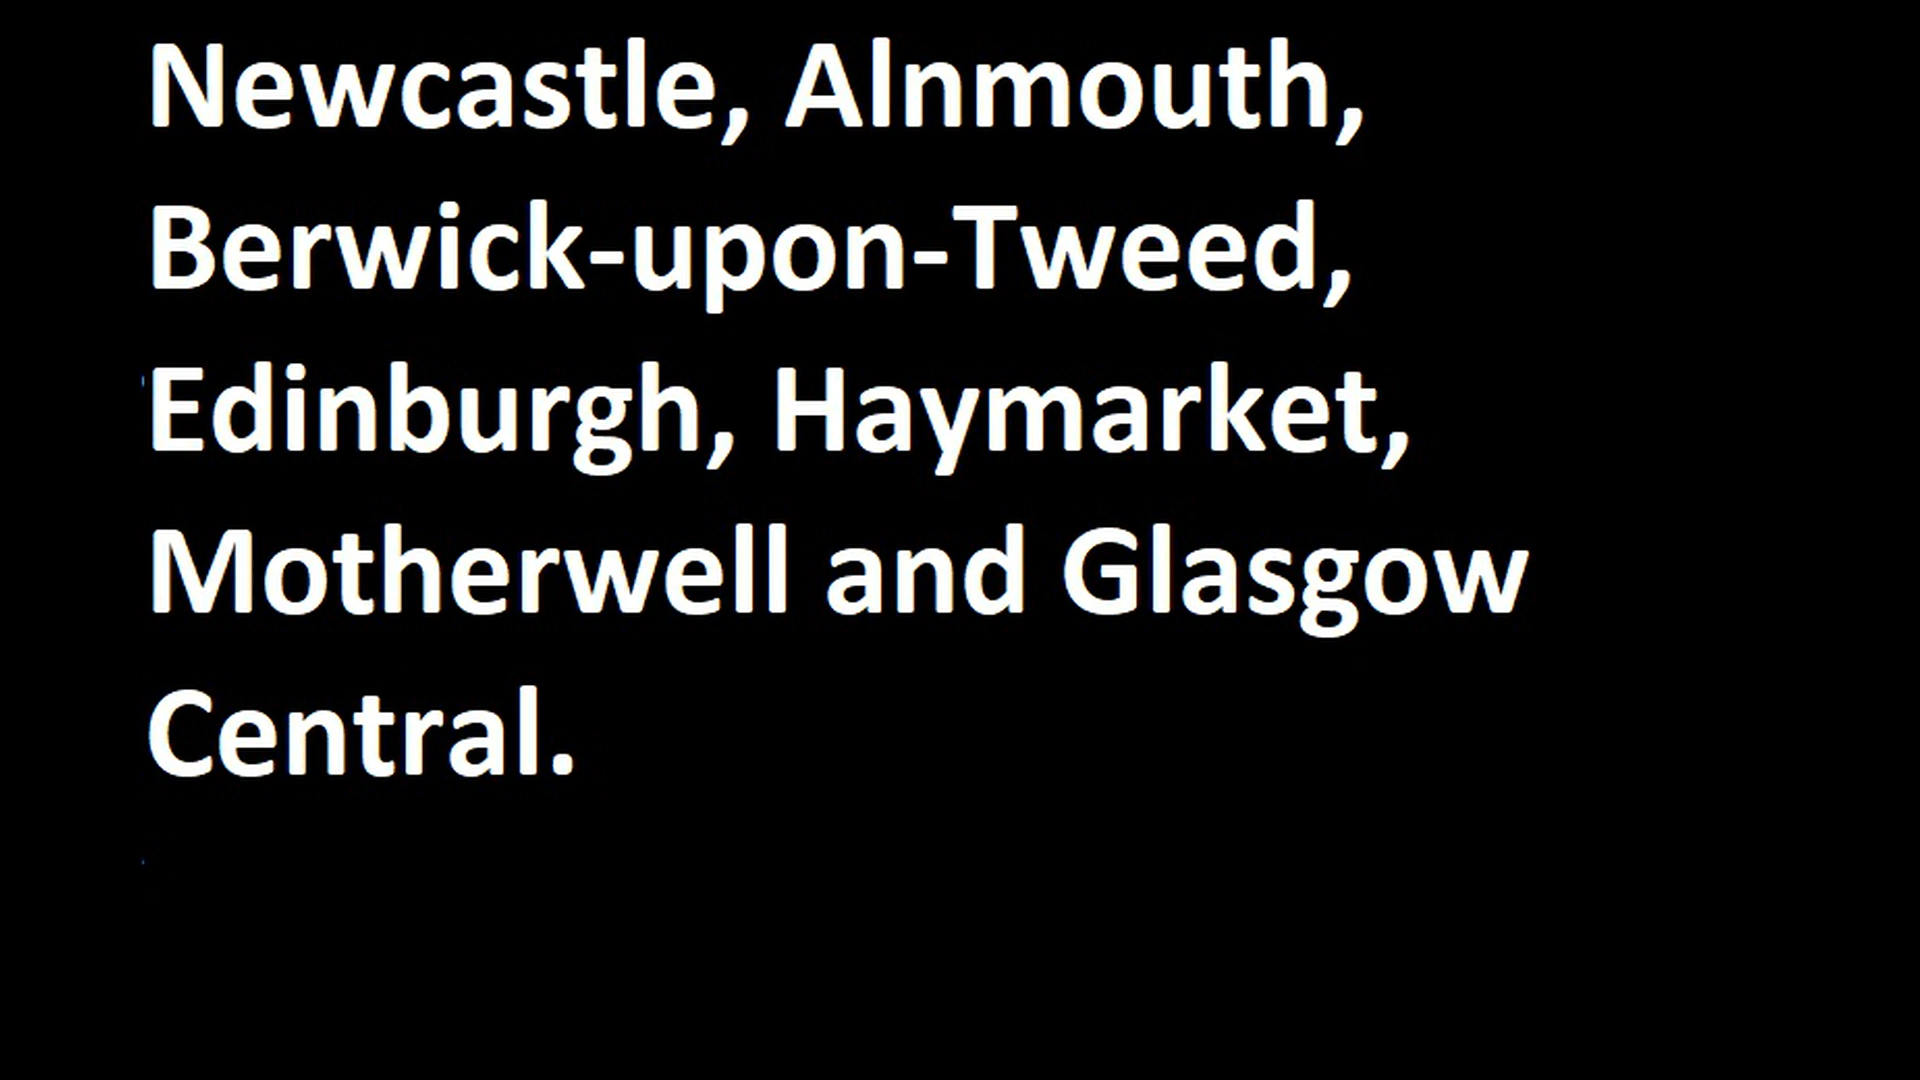 Newcastle, Alnmouth,
Berwick-upon-Tweed,
Edinburgh, Haymarket,
Motherwell and Glasgow
Central.